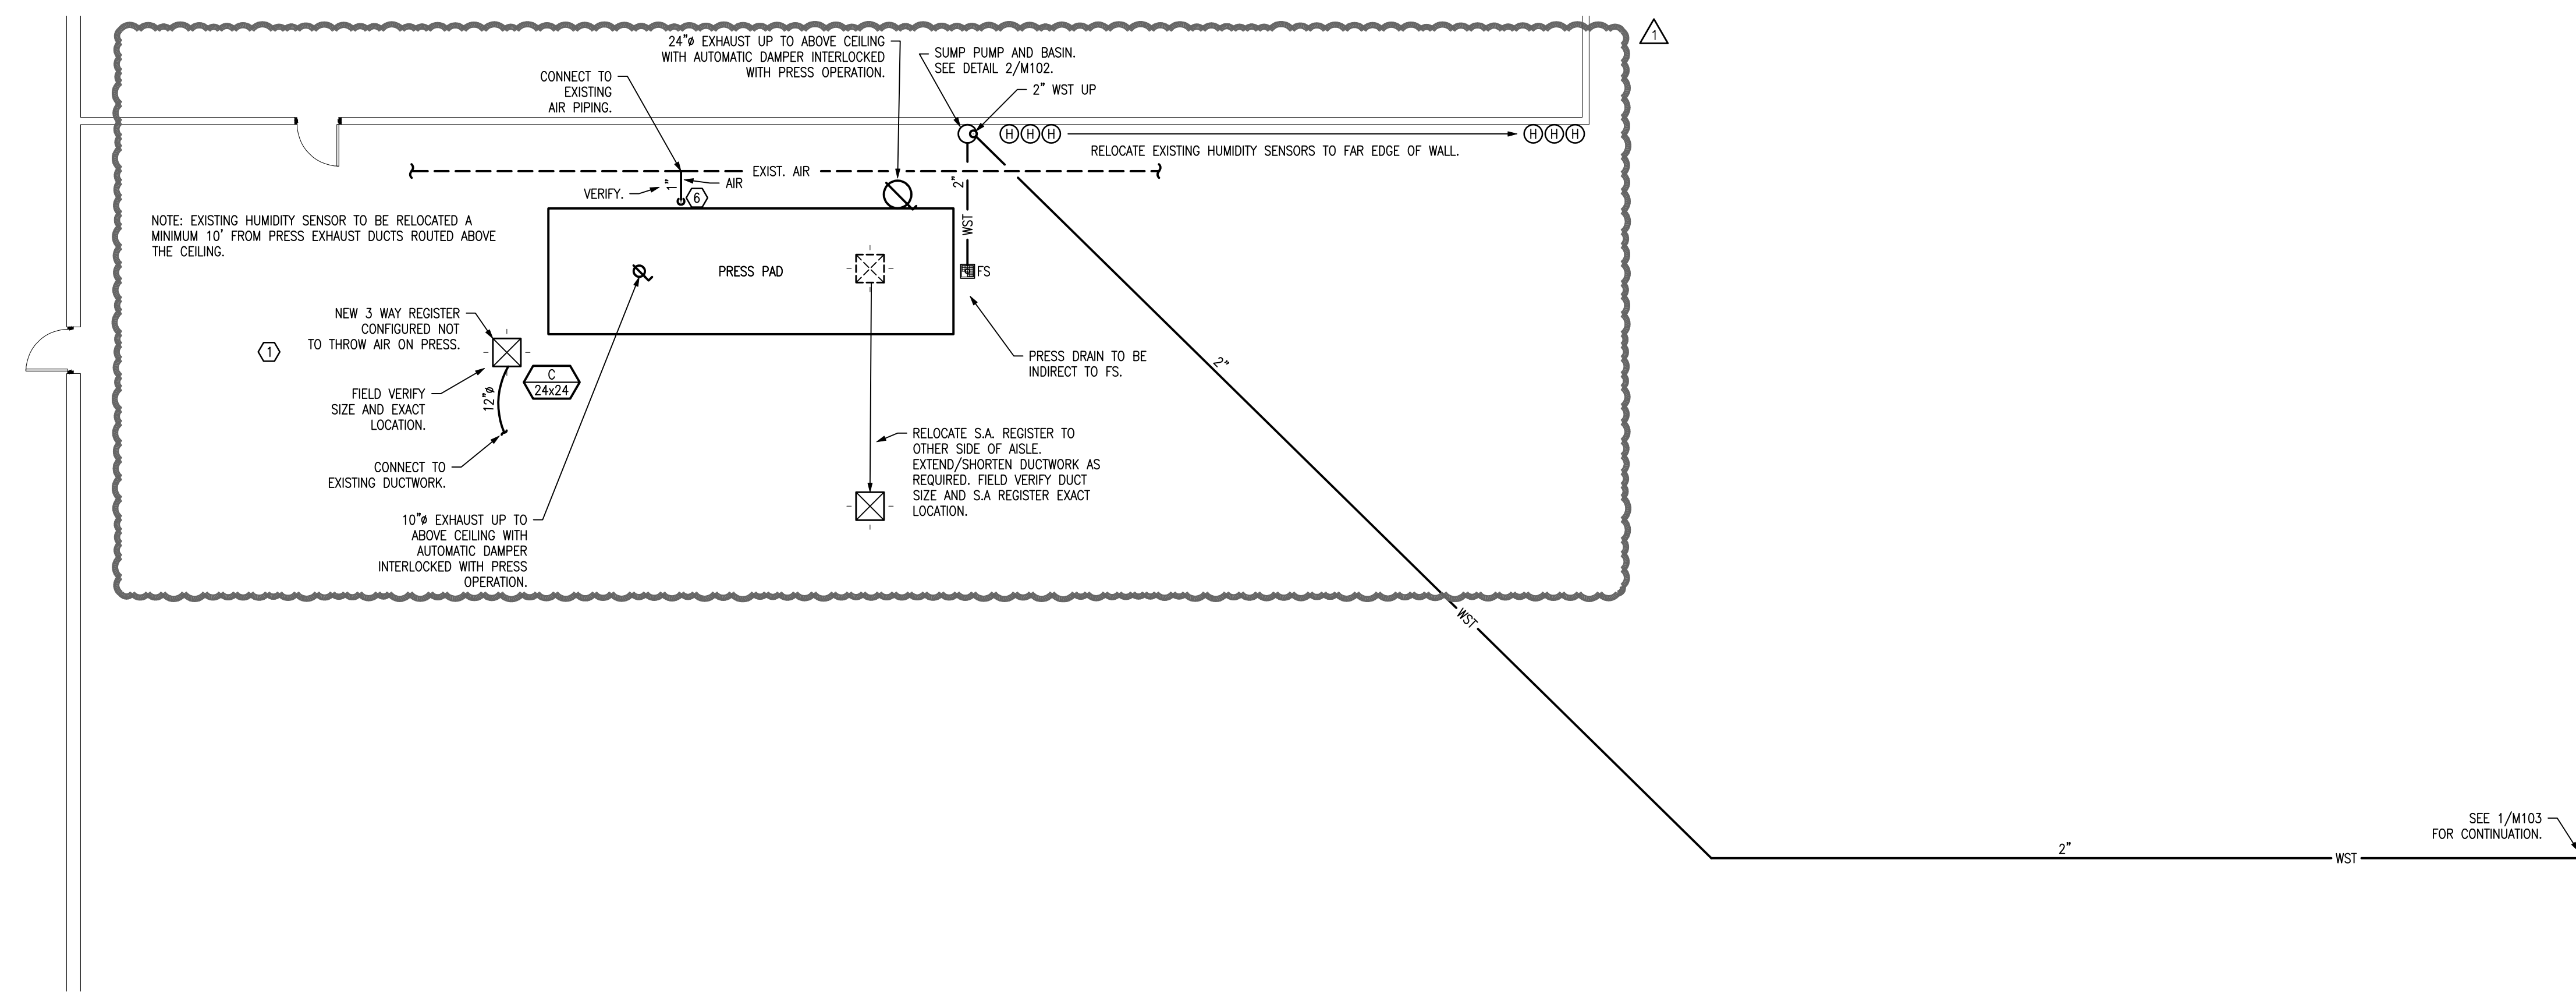 24"ø EXHAUST UP TO ABOVE CEILING
WITH AUTOMATIC DAMPER INTERLOCKED
WITH PRESS OPERATION.
SUMP PUMP AND BASIN.
SEE DETAIL 2/M102.
1
CONNECT TO
EXISTING
AIR PIPING.
2" WST UP
H H H
H H H
RELOCATE EXISTING HUMIDITY SENSORS TO FAR EDGE OF WALL.
EXIST. AIR
VERIFY.
1"
AIR
6
2"
WST
NOTE: EXISTING HUMIDITY SENSOR TO BE RELOCATED A
MINIMUM 10' FROM PRESS EXHAUST DUCTS ROUTED ABOVE
THE CEILING.
PRESS PAD
FS
NEW 3 WAY REGISTER
CONFIGURED NOT
TO THROW AIR ON PRESS.
1
PRESS DRAIN TO BE
INDIRECT TO FS.
2"
C
24x24
12"ø
FIELD VERIFY
SIZE AND EXACT
LOCATION.
CONNECT TO
EXISTING DUCTWORK.
RELOCATE S.A. REGISTER TO
OTHER SIDE OF AISLE.
EXTEND/SHORTEN DUCTWORK AS
REQUIRED. FIELD VERIFY DUCT
SIZE AND S.A REGISTER EXACT
LOCATION.
10"ø EXHAUST UP TO
ABOVE CEILING WITH
AUTOMATIC DAMPER
INTERLOCKED WITH PRESS
OPERATION.
WST
SEE 1/M103
FOR CONTINUATION.
2"
WST